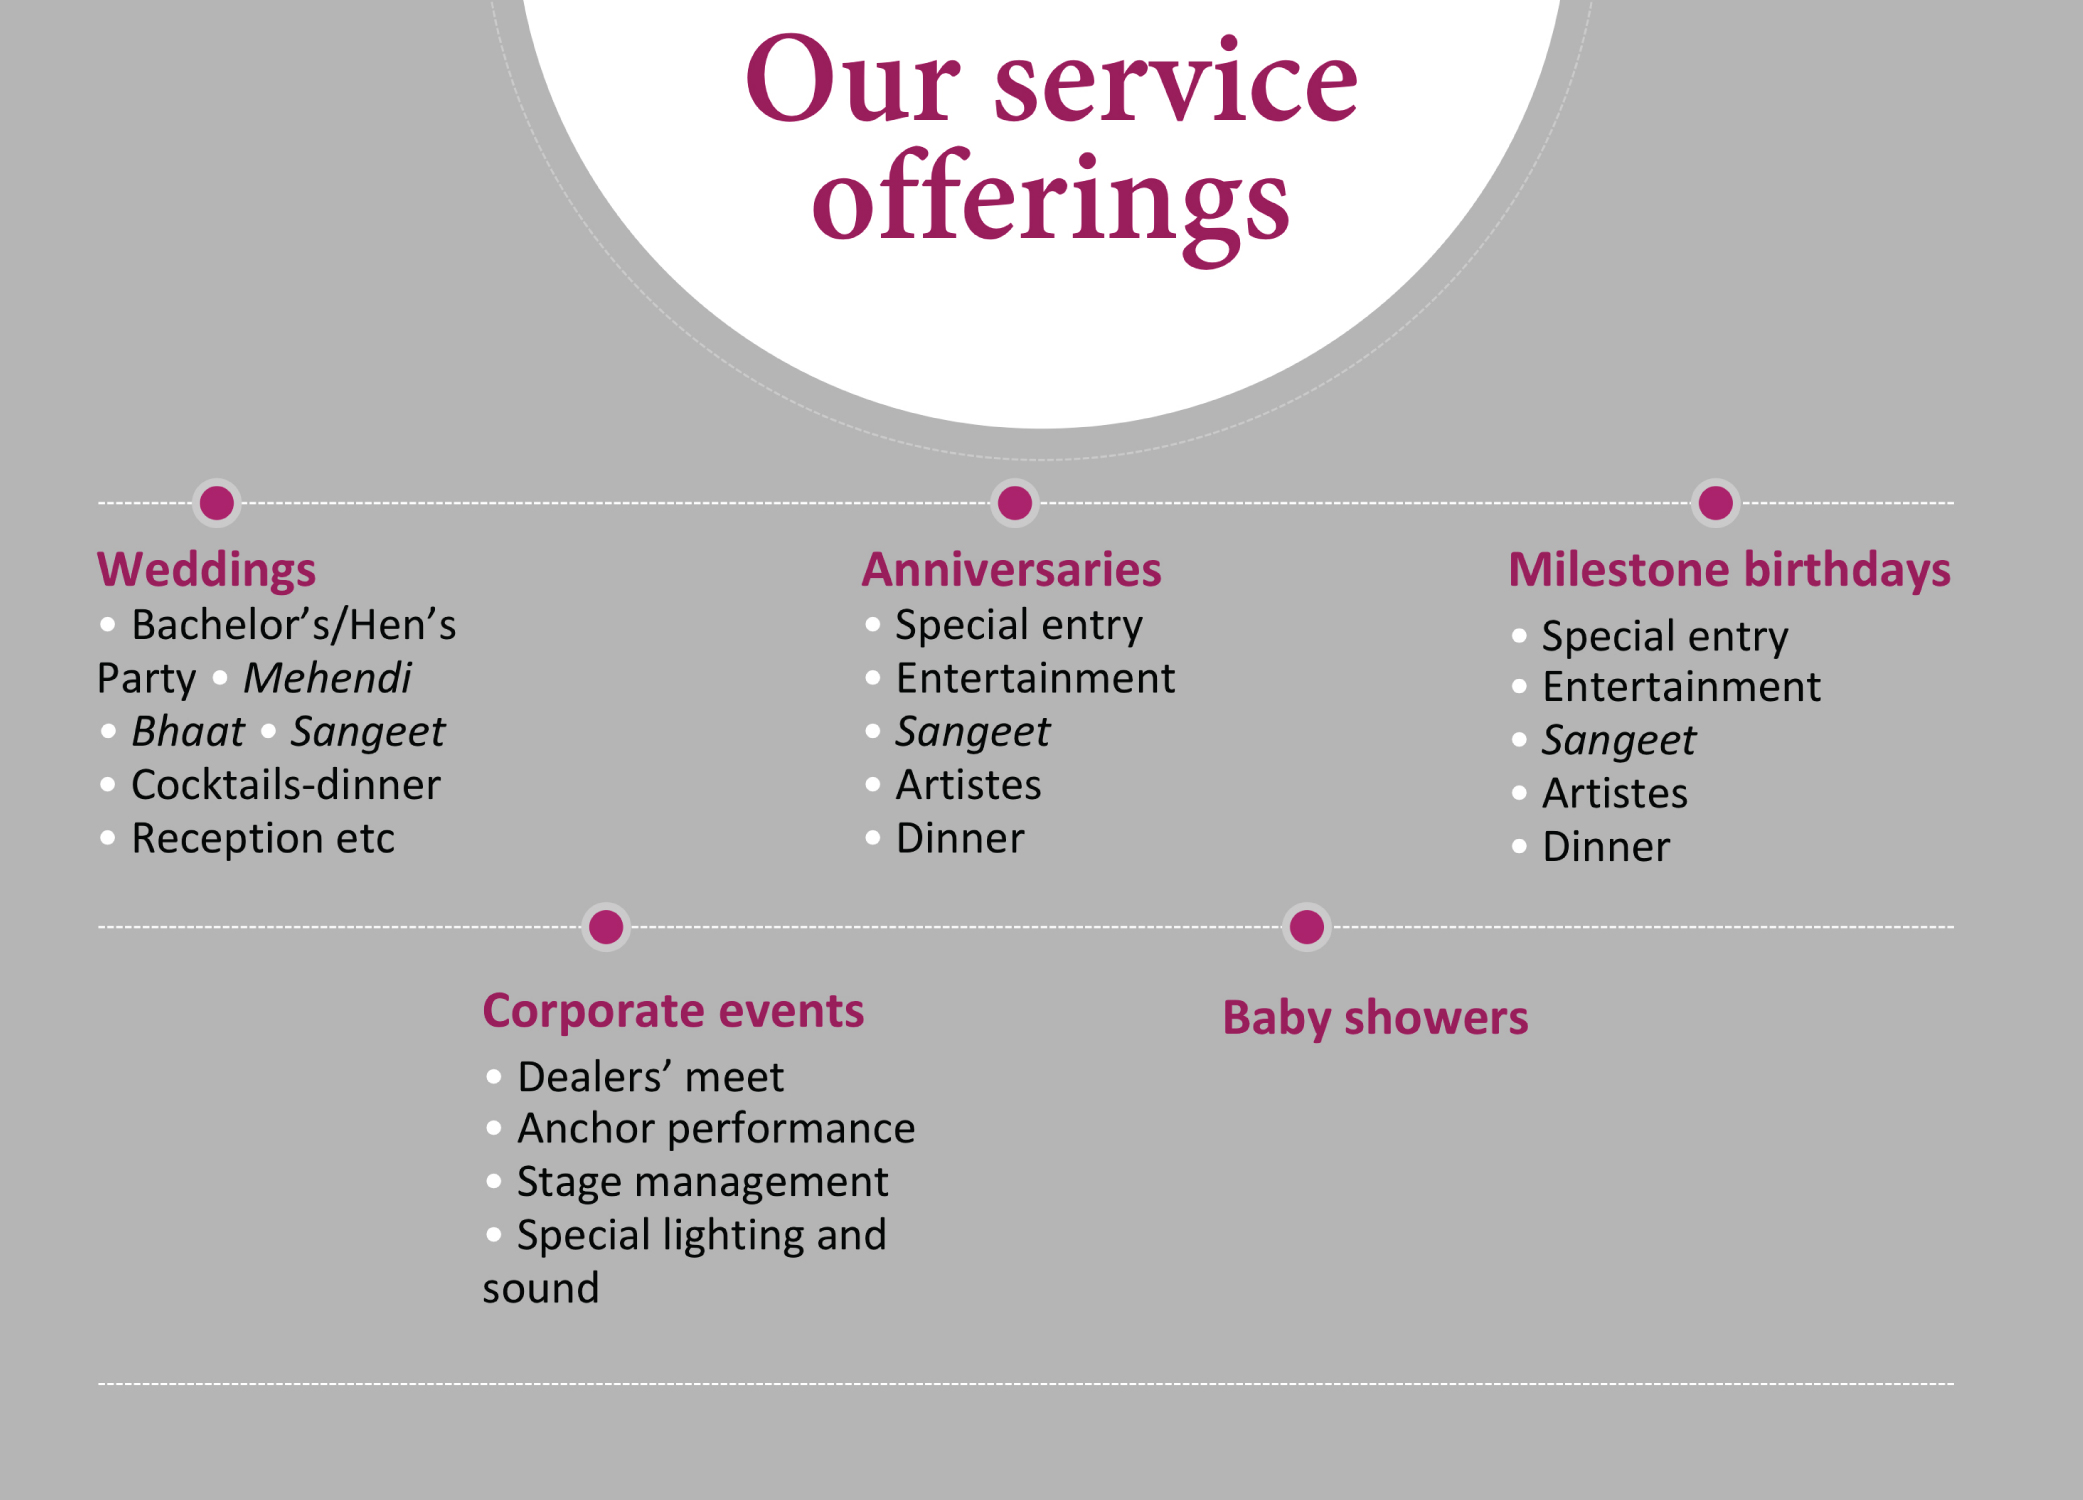 Our service
offerings
Weddings
• Bachelor’s/Hen’s
Party • Mehendi
• Bhaat • Sangeet
• Cocktails-dinner
• Reception etc
Anniversaries
• Special entry
• Entertainment
• Sangeet
• Artistes
• Dinner
Milestone birthdays
• Special entry
• Entertainment
• Sangeet
• Artistes
• Dinner
Corporate events
• Dealers’ meet
• Anchor performance
• Stage management
• Special lighting and
sound
Baby showers